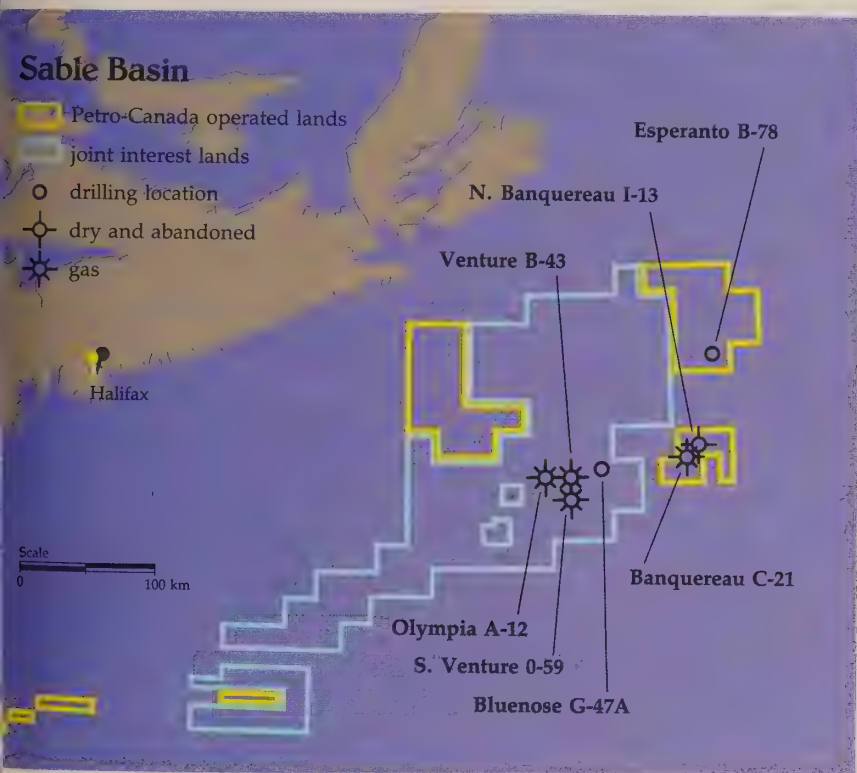 Sable Basin
Petro-Canada operated lands
joint interest lands
drilling location
dry and abandoned
gas
Esperanto B-78
N. Banquereau I-13
Venture B-43
Halifax
Scale
0 100 km
Banquereau C-21
Olympia A-12
S. Venture 0-59
Bluenose G-47A